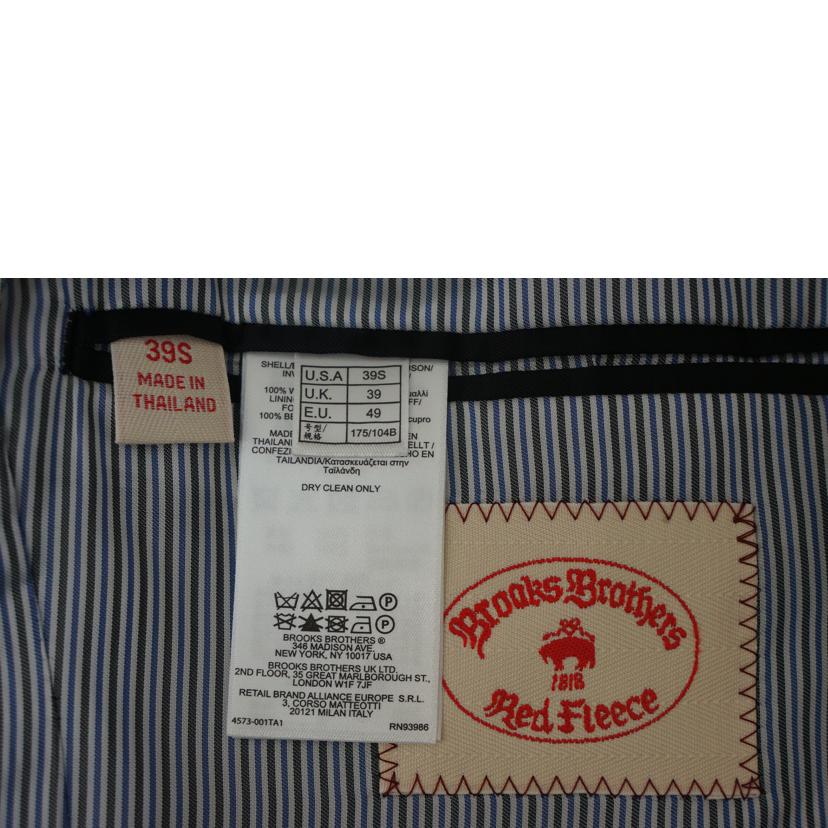 39S
MADE IN
THAILAND
SHELL/
100% W
LININ
100% BE
MADE
THAILAN
CONFEZI
U.S.A 39S
U.K. 39
E.U. 49
号型/
规格 175/104B
cupro
HO EN
TAILANDIA/Κατασκευάζεται στην
Ταϊλάνδη
DRY CLEAN ONLY
BROOKS BROTHERS ®
346 MADISON AVE.
NEW YORK, NY 10017 USA
BROOKS BROTHERS UK LTD.
2ND FLOOR, 35 GREAT MARLBOROUGH ST.,
LONDON W1F 7JF
RETAIL BRAND ALLIANCE EUROPE S.R.L.
3, CORSO MATTEOTTI
20121 MILAN ITALY
4573-001TA1 RN93986
Brooks Brothers
1818
Red Fleece